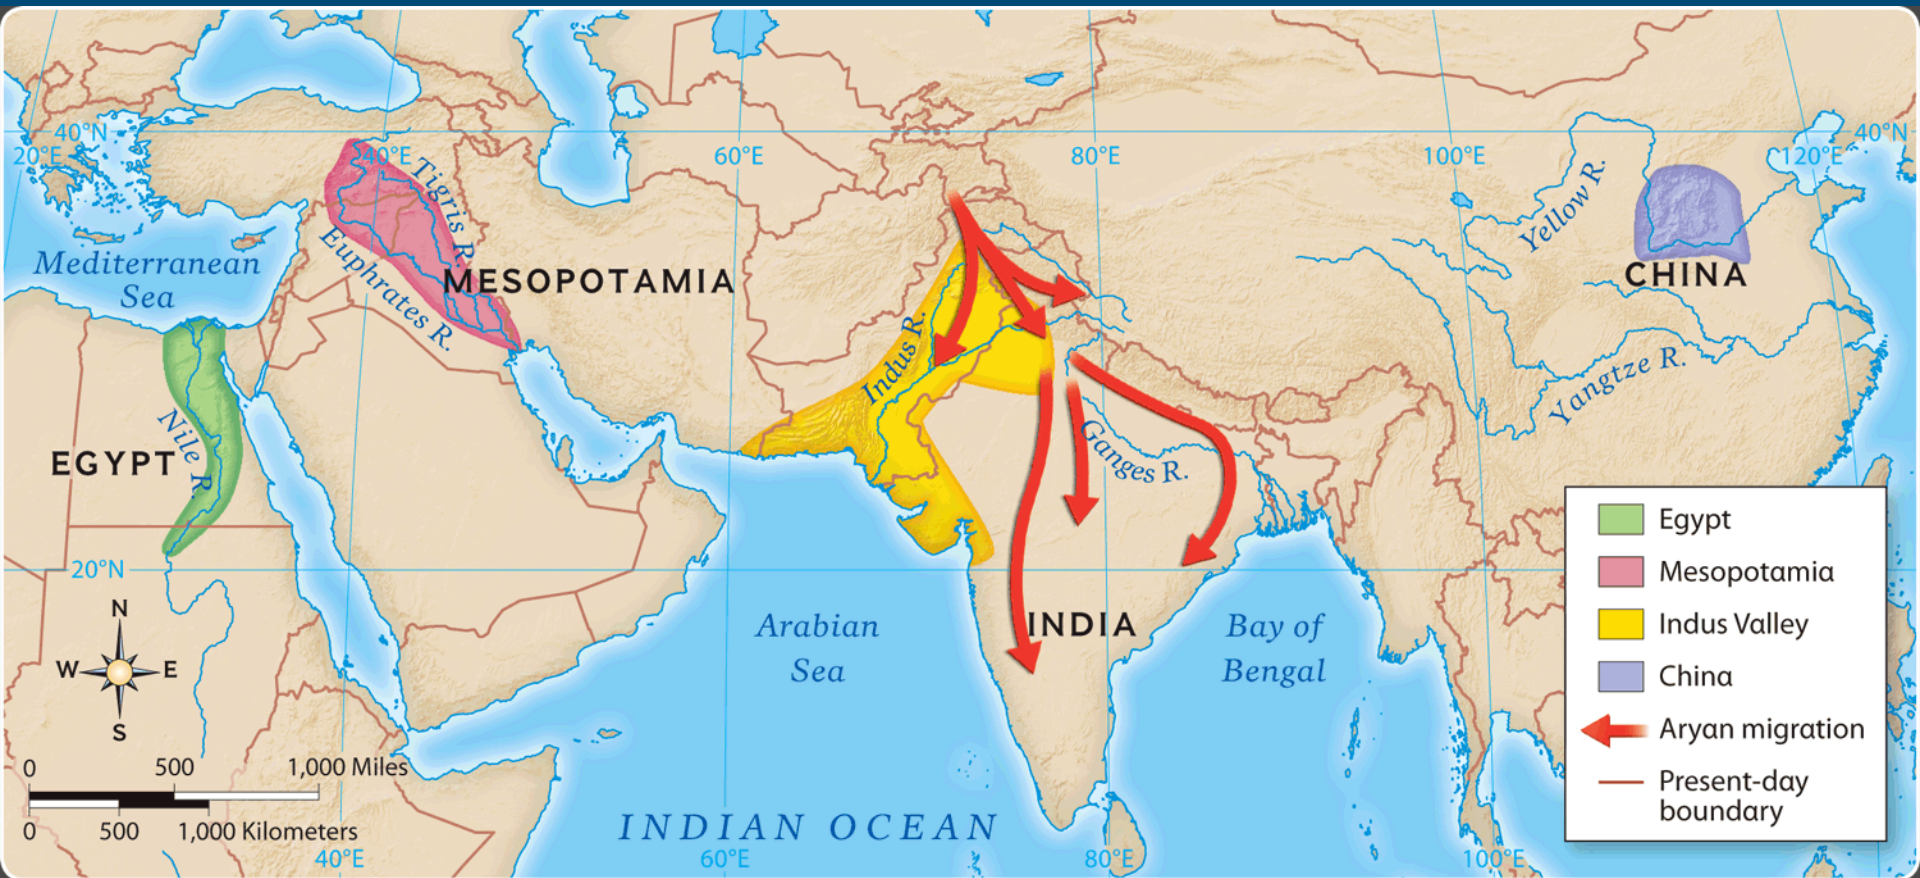 40°N
20°E
40°E
60°E
80°E
100°E
120°E
40°N
Tigris R.
Euphrates R.
MESOPOTAMIA
Mediterranean
Sea
Yellow R.
CHINA
Indus R.
Yangtze R.
Nile R.
EGYPT
Ganges R.
20°N
Arabian
Sea
INDIA
Bay of
Bengal
INDIAN OCEAN
N
W
E
S
0
500
1,000 Miles
0
500
1,000 Kilometers
40°E
60°E
80°E
100°E
Egypt
Mesopotamia
Indus Valley
China
Aryan migration
Present-day
boundary